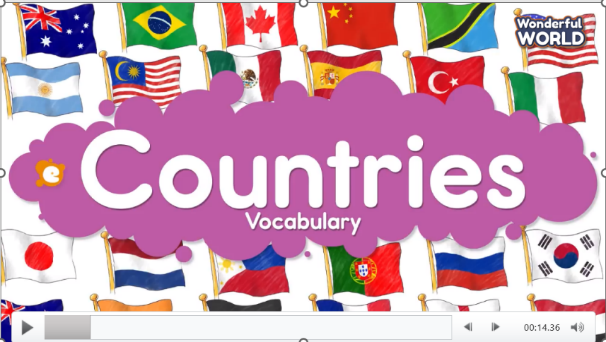 Wonderful
WORLD
e
Countries
Vocabulary
00:14.36